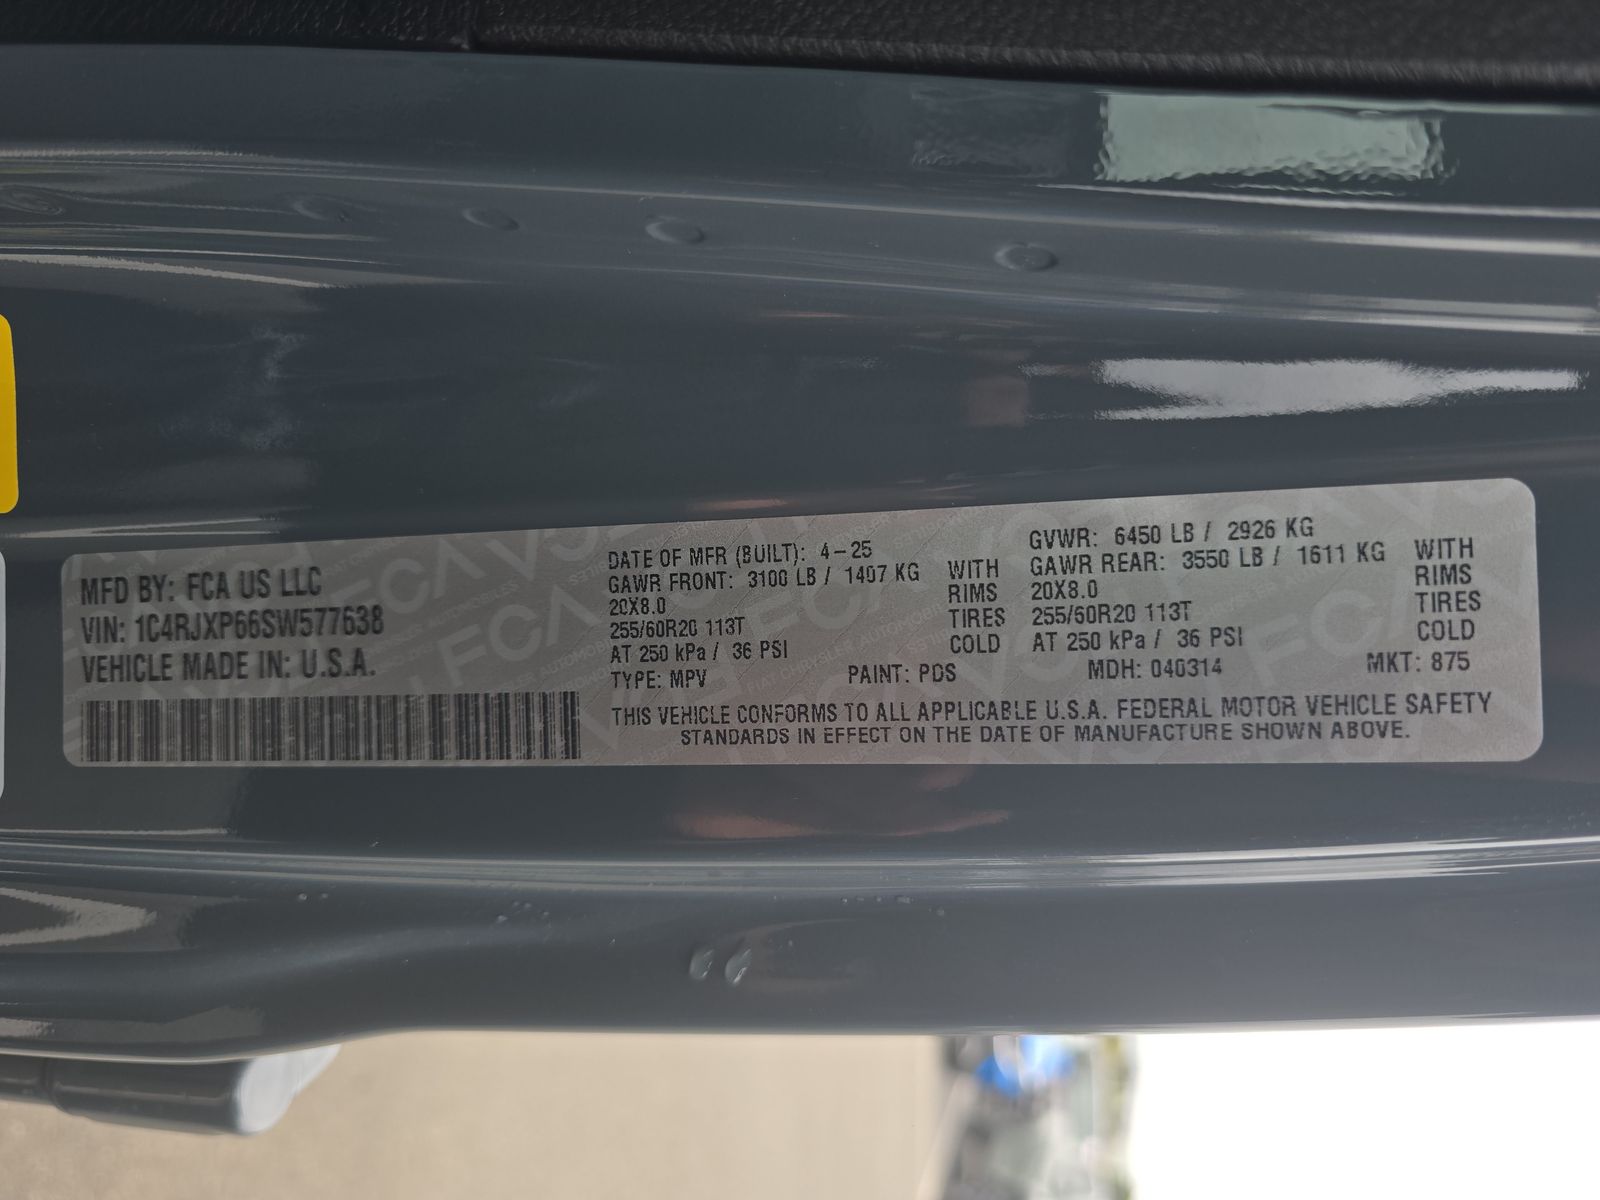 MFD BY: FCA US LLC
VIN: 1C4RJXP66SW577638
VEHICLE MADE IN: U.S.A.
DATE OF MFR (BUILT): 4-25
GAWR FRONT: 3100 LB / 1407 KG WITH
20X8.0 RIMS
255/60R20 113T TIRES
AT 250 kPa / 36 PSI COLD
GVWR: 6450 LB / 2926 KG
GAWR REAR: 3550 LB / 1611 KG WITH
20X8.0 RIMS
255/60R20 113T TIRES
AT 250 kPa / 36 PSI COLD
TYPE: MPV PAINT: PDS MDH: 040314 MKT: 875
THIS VEHICLE CONFORMS TO ALL APPLICABLE U.S.A. FEDERAL MOTOR VEHICLE SAFETY
STANDARDS IN EFFECT ON THE DATE OF MANUFACTURE SHOWN ABOVE.